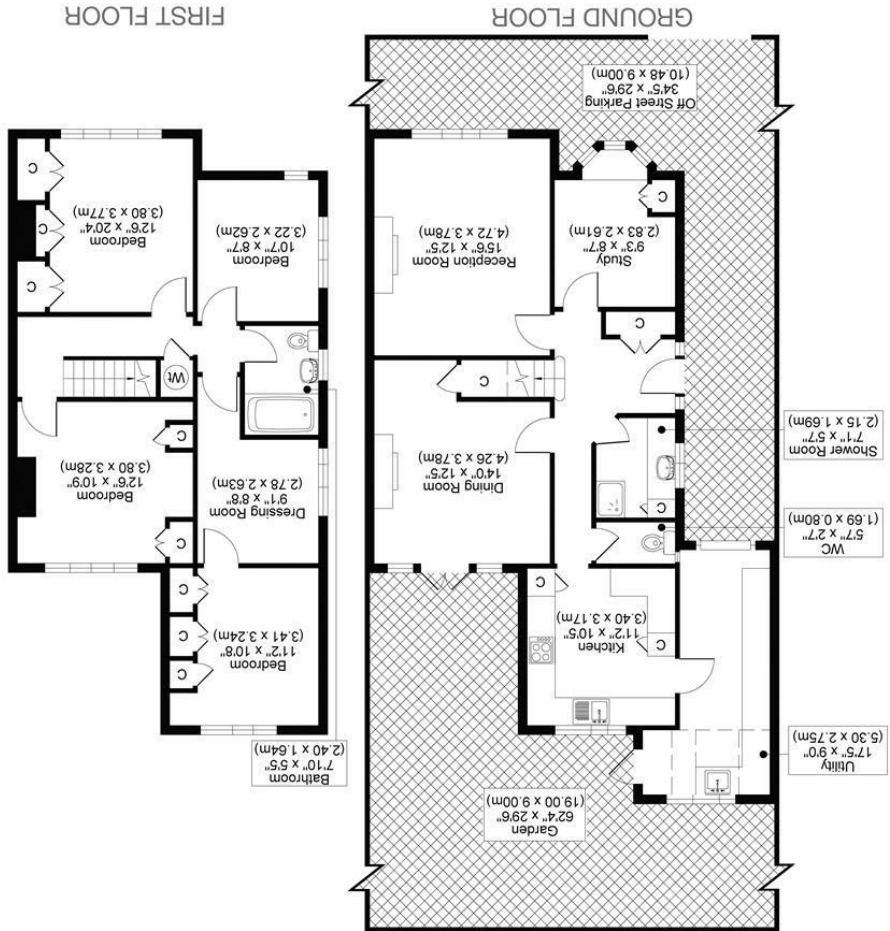 Bathroom
7'10" x 5'5"
(2.40 x 1.64m)
Bedroom
11'2" x 10'8"
(3.41 x 3.24m)
C
C
C
Dressing Room
9'1" x 8'8"
(2.78 x 2.63m)
Bedroom
12'6" x 10'9"
(3.80 x 3.28m)
C
C
Wt
Bedroom
10'7" x 8'7"
(3.22 x 2.62m)
Bedroom
12'6" x 20'4"
(3.80 x 3.77m)
C
C
C
FIRST FLOOR
Garden
62'4" x 29'6"
(19.00 x 9.00m)
Utility
17'5" x 9'0"
(5.30 x 2.75m)
Kitchen
11'2" x 10'5"
(3.40 x 3.17m)
C
C
WC
5'7" x 2'7"
(1.69 x 0.80m)
Shower Room
7'1" x 5'7"
(2.15 x 1.69m)
C
Dining Room
14'0" x 12'5"
(4.26 x 3.78m)
C
C
Reception Room
15'6" x 12'5"
(4.72 x 3.78m)
Study
9'3" x 8'7"
(2.83 x 2.61m)
C
Off Street Parking
34'5" x 29'6"
(10.48 x 9.00m)
GROUND FLOOR